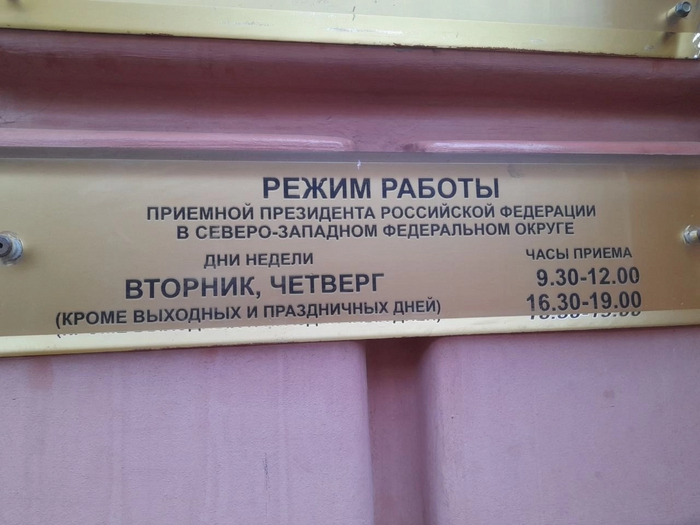 РЕЖИМ РАБОТЫ
ПРИЕМНОЙ ПРЕЗИДЕНТА РОССИЙСКОЙ ФЕДЕРАЦИИ
В СЕВЕРО-ЗАПАДНОМ ФЕДЕРАЛЬНОМ ОКРУГЕ
ДНИ НЕДЕЛИ
ВТОРНИК, ЧЕТВЕРГ
(КРОМЕ ВЫХОДНЫХ И ПРАЗДНИЧНЫХ ДНЕЙ)
ЧАСЫ ПРИЕМА
9.30-12.00
16.30-19.00